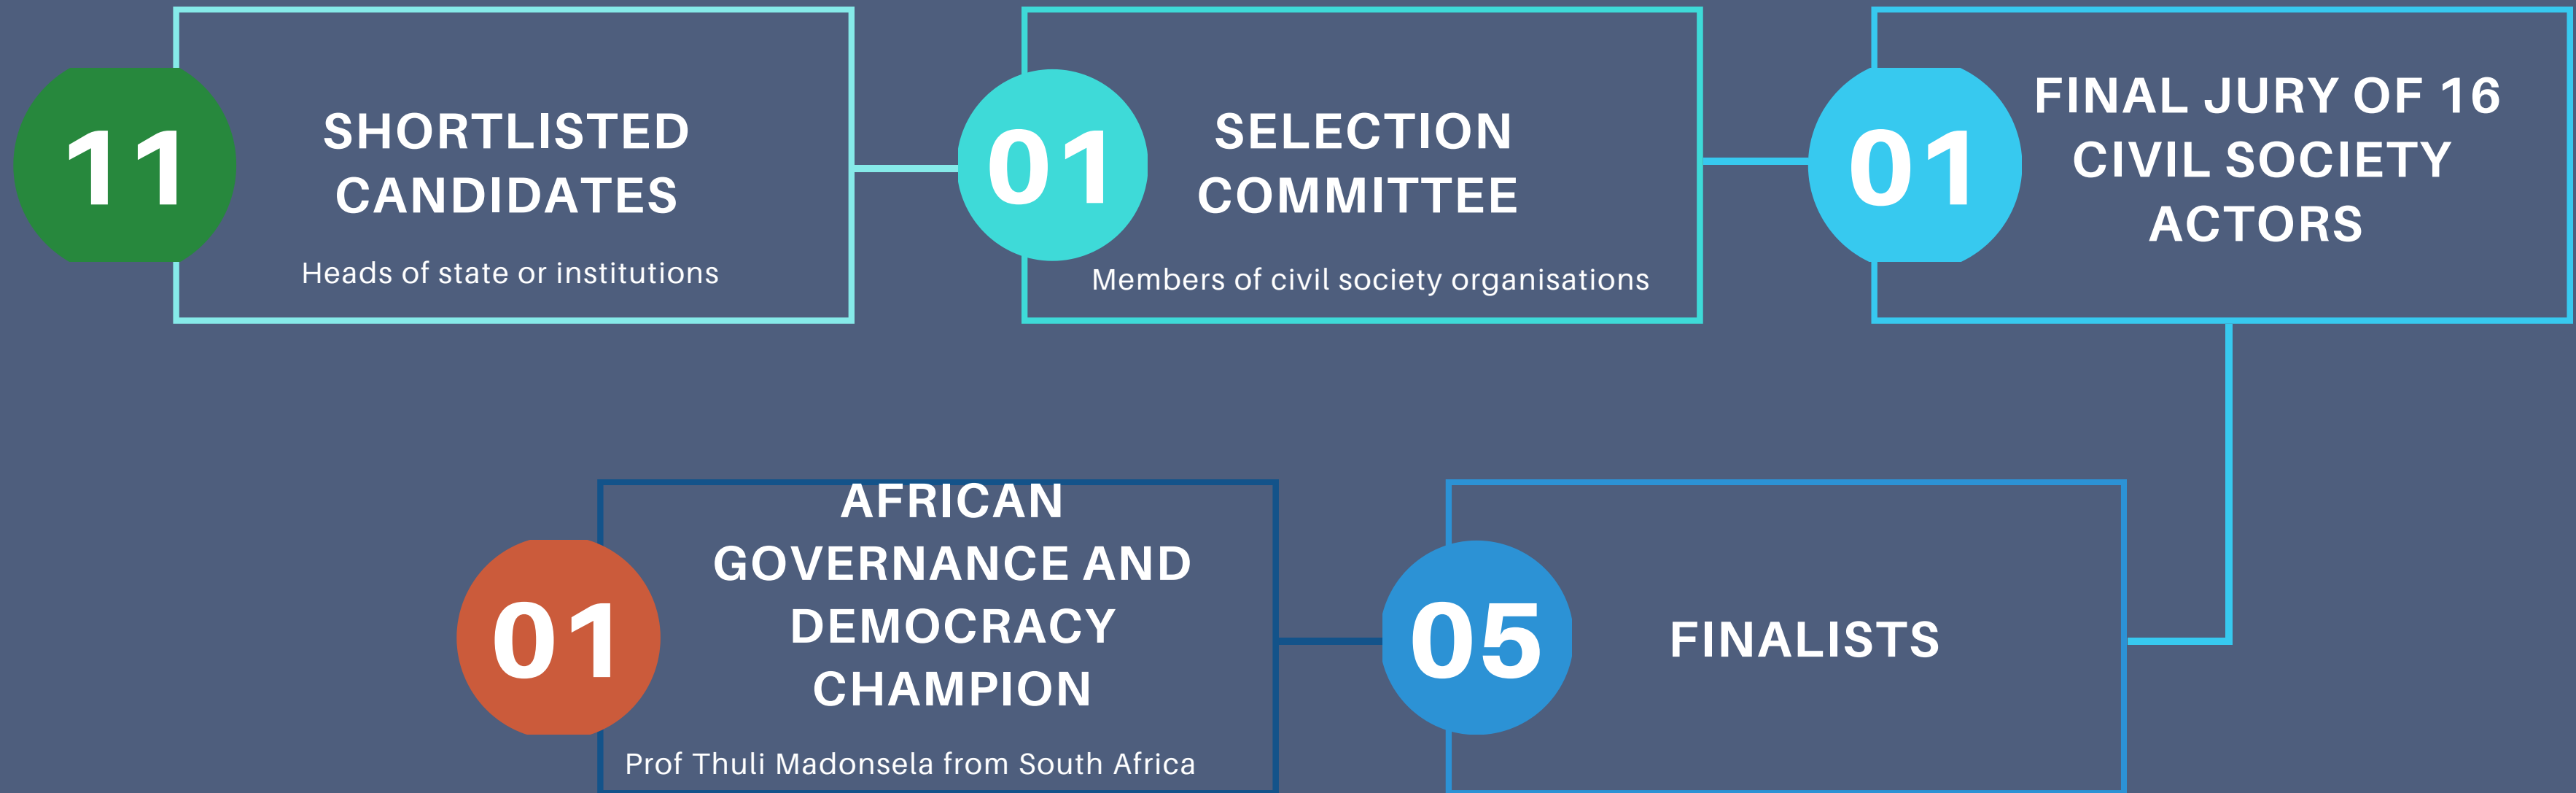 11
SHORTLISTED
CANDIDATES
Heads of state or institutions
01
SELECTION
COMMITTEE
Members of civil society organisations
01
FINAL JURY OF 16
CIVIL SOCIETY
ACTORS
01
AFRICAN
GOVERNANCE AND
DEMOCRACY
CHAMPION
Prof Thuli Madonsela from South Africa
05
FINALISTS